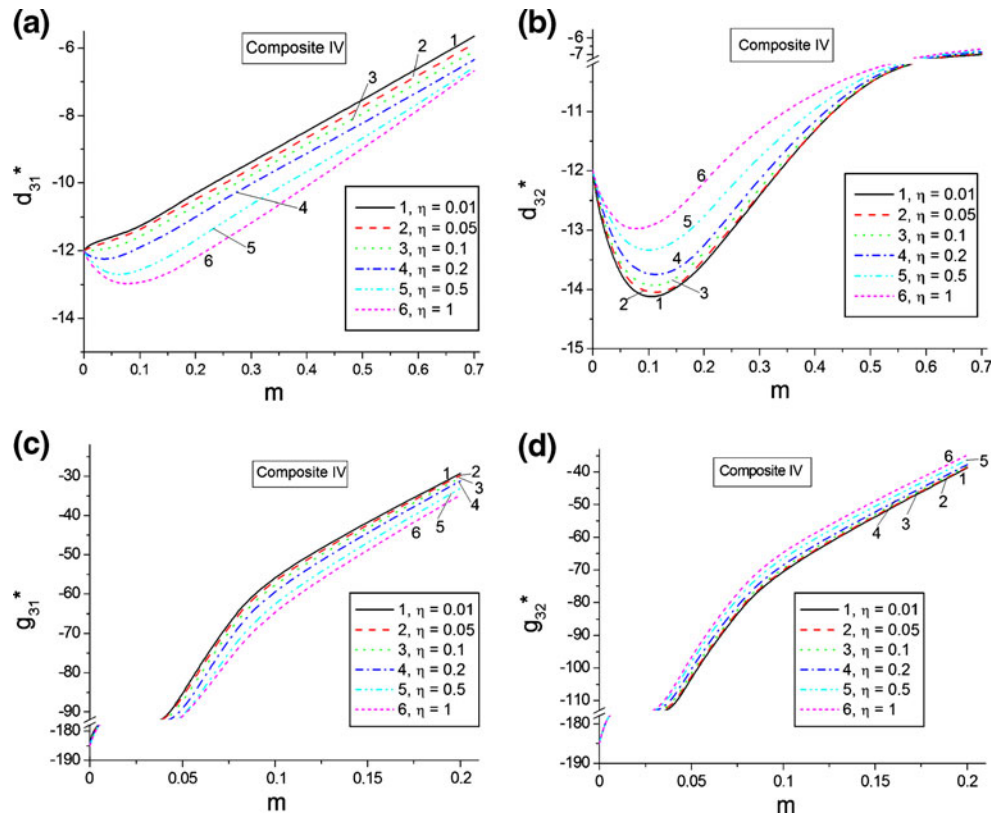 (a)
Composite IV
-6
-8
-10
-12
-14
d31*
1
2
3
4
5
6
1, η = 0.01
2, η = 0.05
3, η = 0.1
4, η = 0.2
5, η = 0.5
6, η = 1
0 0.1 0.2 0.3 0.4 0.5 0.6 0.7
m
(b)
Composite IV
-6
-7
-11
-12
-13
-14
-15
d32*
6
5
4
3
2 1
1, η = 0.01
2, η = 0.05
3, η = 0.1
4, η = 0.2
5, η = 0.5
6, η = 1
0 0.1 0.2 0.3 0.4 0.5 0.6 0.7
m
(c)
Composite IV
-30
-40
-50
-60
-70
-80
-90
-180
-190
g31*
1 2
3
4
5
6
1, η = 0.01
2, η = 0.05
3, η = 0.1
4, η = 0.2
5, η = 0.5
6, η = 1
0 0.05 0.1 0.15 0.2
m
(d)
Composite IV
-40
-50
-60
-70
-80
-90
-100
-110
-180
-190
g32*
6 5
1
2
3
4
1, η = 0.01
2, η = 0.05
3, η = 0.1
4, η = 0.2
5, η = 0.5
6, η = 1
0 0.05 0.1 0.15 0.2
m